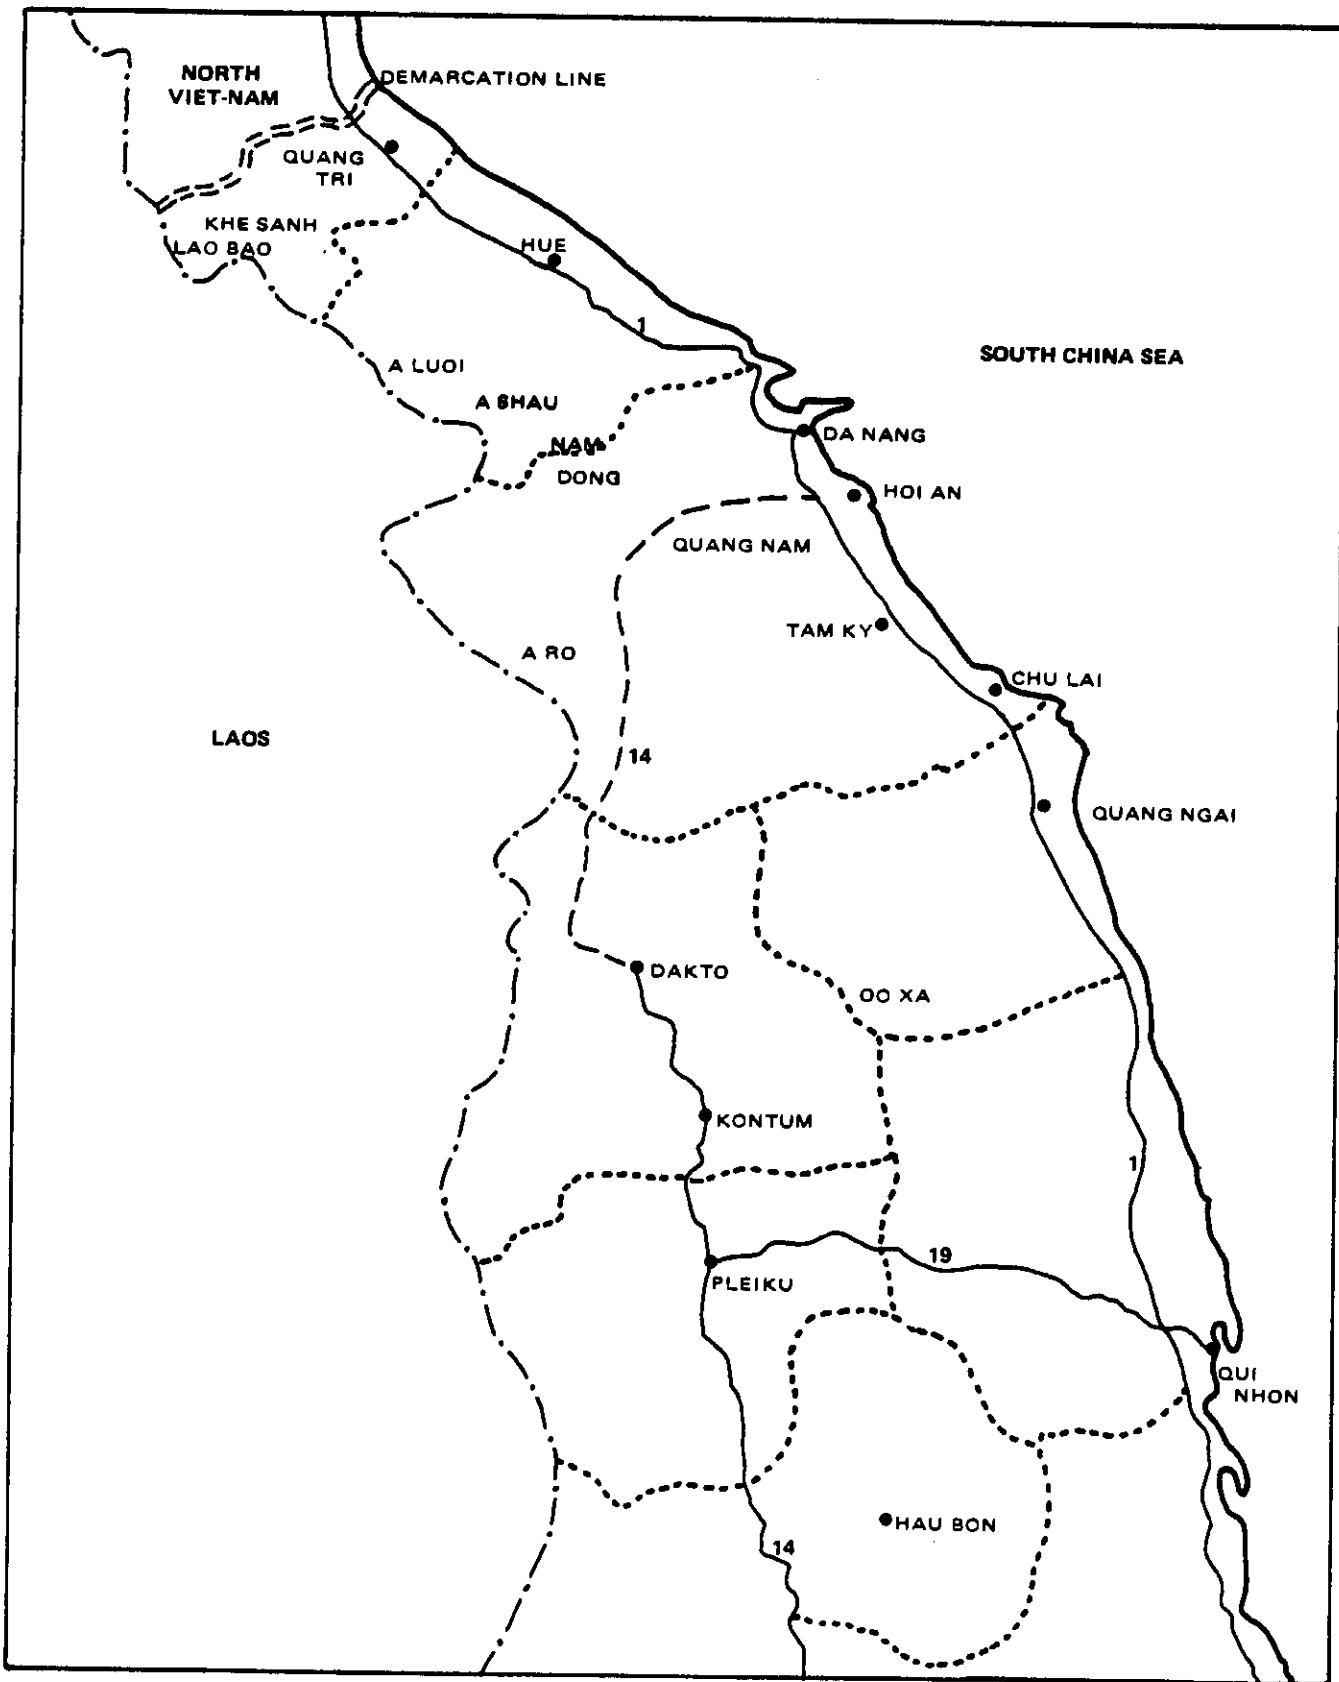 NORTH
VIET-NAM
DEMARCATION LINE
QUANG
TRI
KHE SANH
LAO BAO
HUE
1
SOUTH CHINA SEA
A LUOI
A SHAU
DA NANG
NAM
DONG
HOI AN
QUANG NAM
TAM KY
A RO
CHU LAI
LAOS
14
QUANG NGAI
DAKTO
OO XA
KONTUM
1
19
PLEIKU
QUI
NHON
HAU BON
14